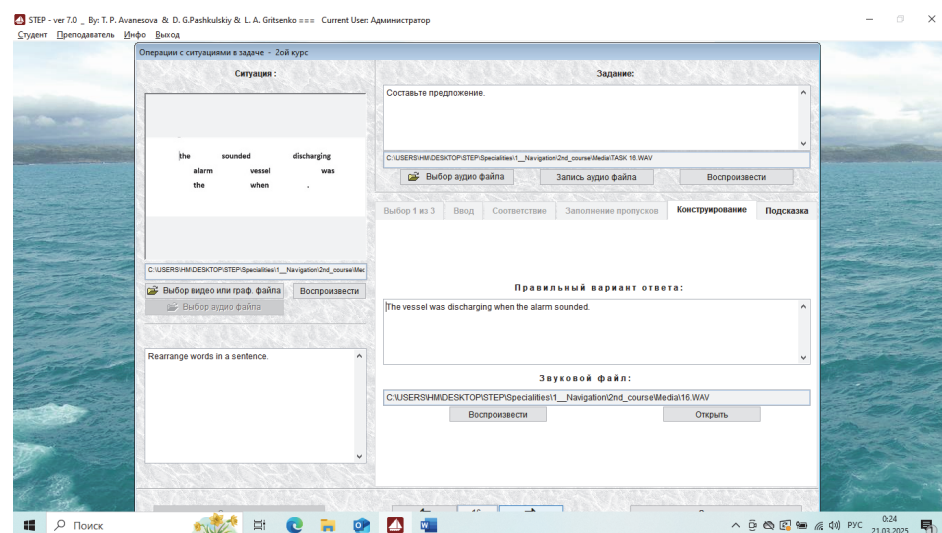 STEP - ver 7.0 _ By: T. P. Avanesova & D. G.Pashkulskiy & L. A. Gritsenko === Current User: Администратор
Студент Преподаватель Инфо Выход
Операции с ситуациями в задаче - 2ой курс
Ситуация :
the sounded discharging
alarm vessel was
the when .
C:\USERS\HM\DESKTOP\STEP\Specialities\1__Navigation\2nd_course\Med
Выбор видео или граф. файла Воспроизвести
Выбор аудио файла
Rearrange words in a sentence.
Задание:
Составьте предложение.
C:\USERS\HM\DESKTOP\STEP\Specialities\1__Navigation\2nd_course\Media\TASK 16.WAV
Выбор аудио файла Запись аудио файла Воспроизвести
Выбор 1 из 3 Ввод Соответствие Заполнение пропусков Конструирование Подсказка
Правильный вариант ответа:
The vessel was discharging when the alarm sounded.
Звуковой файл:
C:\USERS\HM\DESKTOP\STEP\Specialities\1__Navigation\2nd_course\Media\16.WAV
Воспроизвести Открыть
Поиск
РУС
0:24
21.03.2025